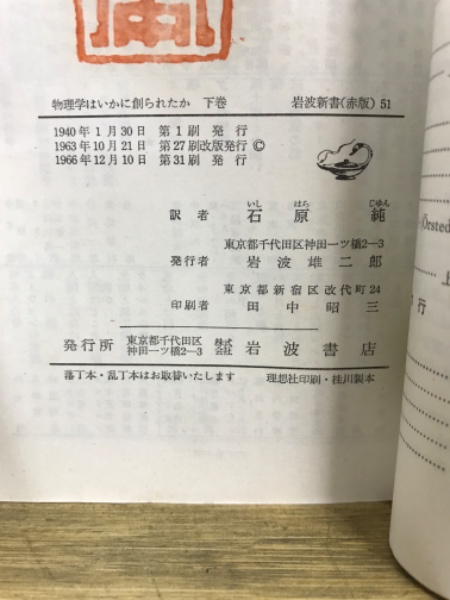 物理学はいかに創られたか 下巻 岩波新書(赤版) 51
1940年1月30日 第1刷発行
1963年10月21日 第27刷改版発行 ©
1966年12月10日 第31刷発行
いし はら じゅん
訳者 石原純
東京都千代田区神田一ツ橋2-3
発行者 岩波雄二郎
東京都新宿区改代町24
印刷者 田中昭三
発行所 東京都千代田区神田一ツ橋2-3 株式会社 岩波書店
落丁本・乱丁本はお取替いたします 理想社印刷・桂川製本
(Örsted
上
行